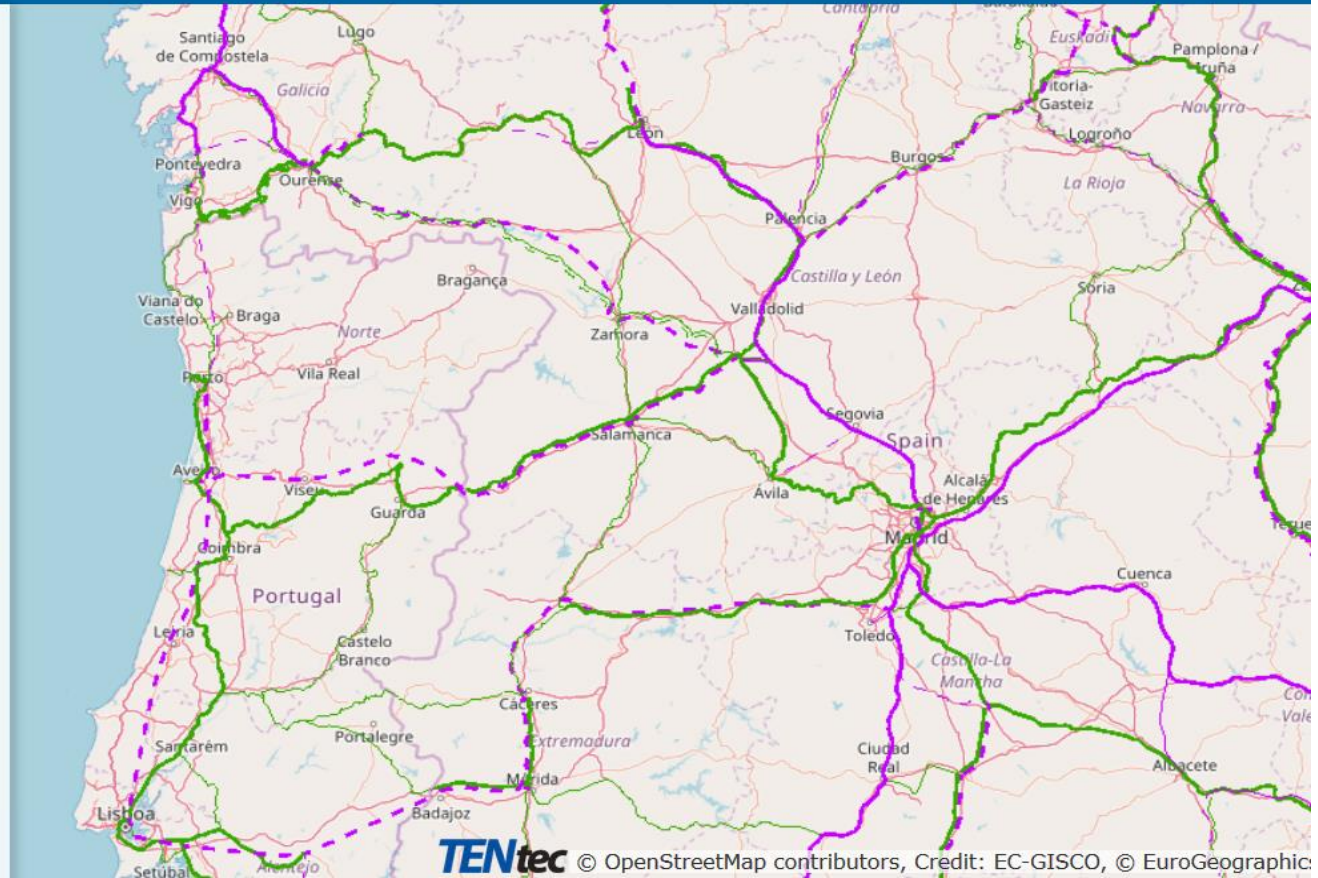 Cantabria
Lugo
Santiago
de Compostela
Euskadi
Pamplona /
Iruña
Galicia
Vitoria-
Gasteiz
Navarra
León
Logroño
Pontevedra
Ourense
Burgos
La Rioja
Vigo
Palencia
Bragança
Castilla y León
Soria
Viana do
Castelo
Braga
Valladolid
Norte
Zamora
Porto
Vila Real
Segovia
Salamanca
Spain
Aveiro
Viseu
Alcalá
de Henares
Ávila
Guarda
Madrid
Coimbra
Cuenca
Portugal
Leiria
Toledo
Castelo
Branco
Castilla-La
Mancha
Cáceres
Portalegre
Extremadura
Santarém
Ciudad
Real
Mérida
Albacete
Lisboa
Badajoz
Setúbal
Alentejo
TENtec © OpenStreetMap contributors, Credit: EC-GISCO, © EuroGeographics